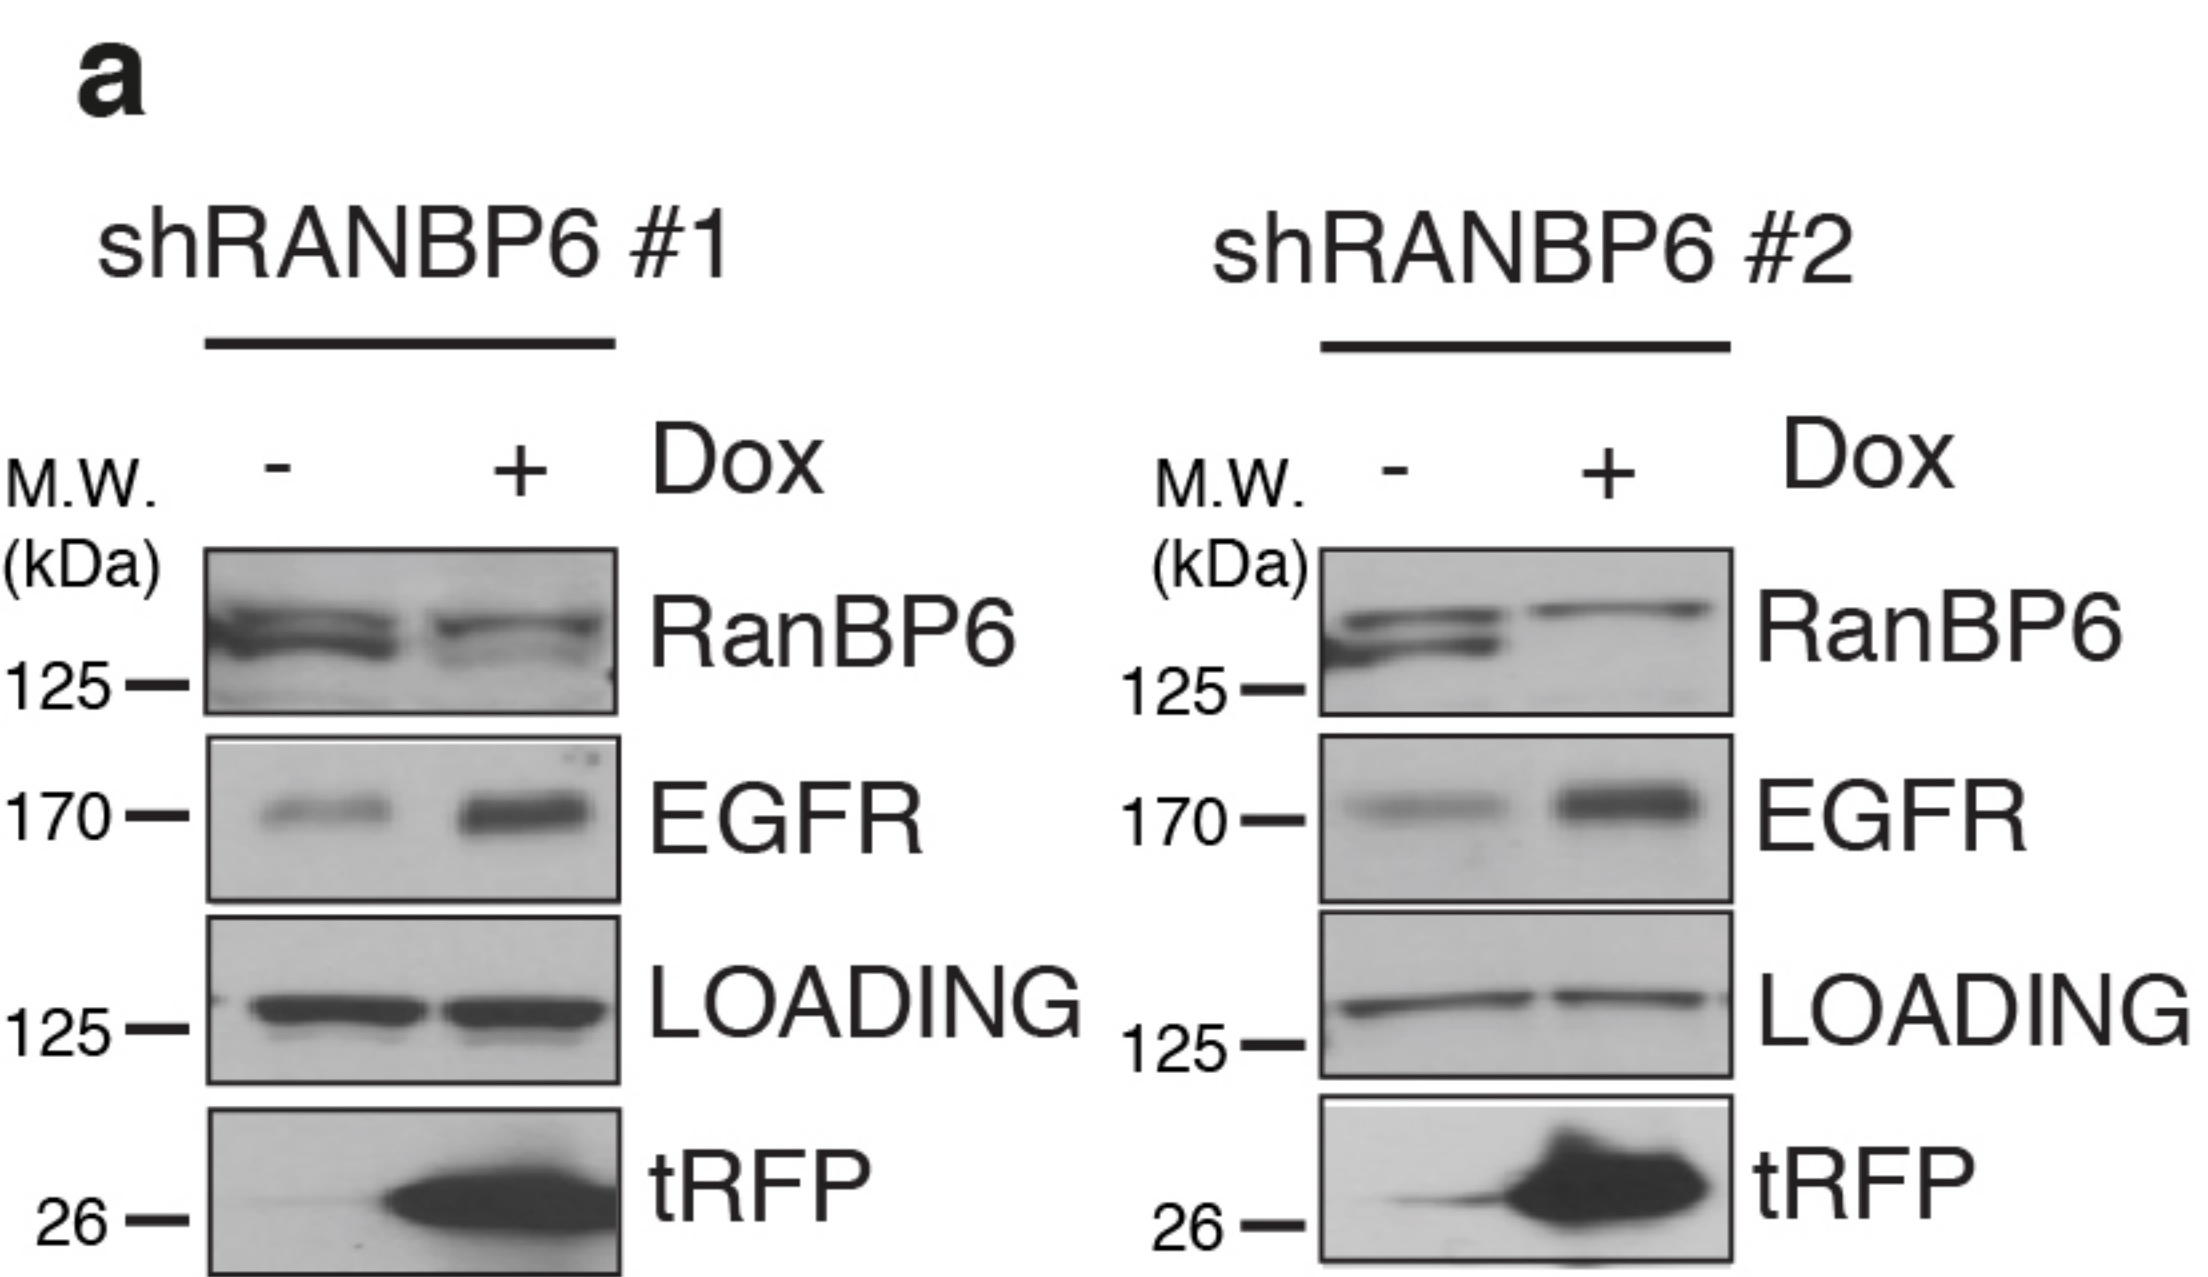 a
shRANBP6 #1
shRANBP6 #2
M.W.
(kDa)
- + Dox
M.W.
(kDa)
- + Dox
125
RanBP6
125
RanBP6
170
EGFR
170
EGFR
125
LOADING
125
LOADING
26
tRFP
26
tRFP